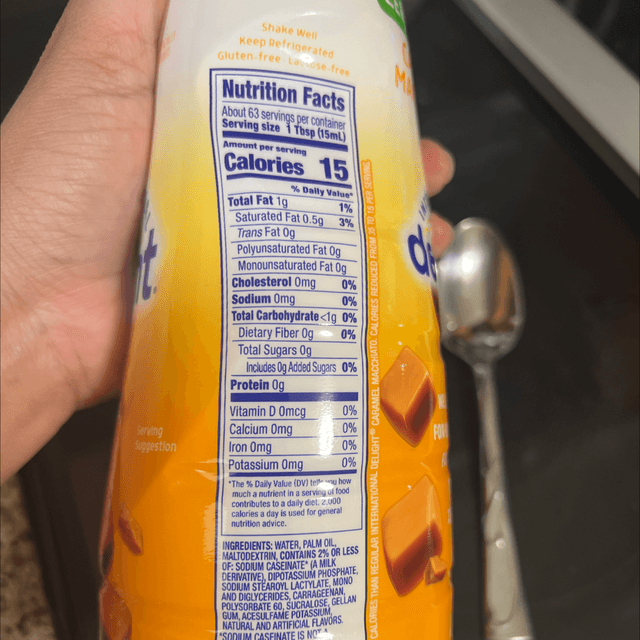 Shake Well
Keep Refrigerated
Gluten-free Lactose-free
Nutrition Facts
About 63 servings per container
Serving size 1 Tbsp (15mL)
Amount per serving
Calories 15
% Daily Value*
Total Fat 1g 1%
Saturated Fat 0.5g 3%
Trans Fat 0g
Polyunsaturated Fat 0g
Monounsaturated Fat 0g
Cholesterol 0mg 0%
Sodium 0mg 0%
Total Carbohydrate <1g 0%
Dietary Fiber 0g 0%
Total Sugars 0g
Includes 0g Added Sugars 0%
Protein 0g
Vitamin D 0mcg 0%
Calcium 0mg 0%
Iron 0mg 0%
Potassium 0mg 0%
*The % Daily Value (DV) tells you how
much a nutrient in a serving of food
contributes to a daily diet. 2,000
calories a day is used for general
nutrition advice.
INGREDIENTS: WATER, PALM OIL,
MALTODEXTRIN, CONTAINS 2% OR LESS
OF: SODIUM CASEINATE* (A MILK
DERIVATIVE), DIPOTASSIUM PHOSPHATE,
SODIUM STEAROYL LACTYLATE, MONO
AND DIGLYCERIDES, CARRAGEENAN,
POLYSORBATE 60, SUCRALOSE, GELLAN
GUM, ACESULFAME POTASSIUM,
NATURAL AND ARTIFICIAL FLAVORS.
*SODIUM CASEINATE IS NOT
CALORIES THAN REGULAR INTERNATIONAL DELIGHT® CARAMEL MACCHIATO. CALORIES REDUCED FROM 35 TO 15 PER SERVING.
Serving
Suggestion
t.
de
MA
FOR